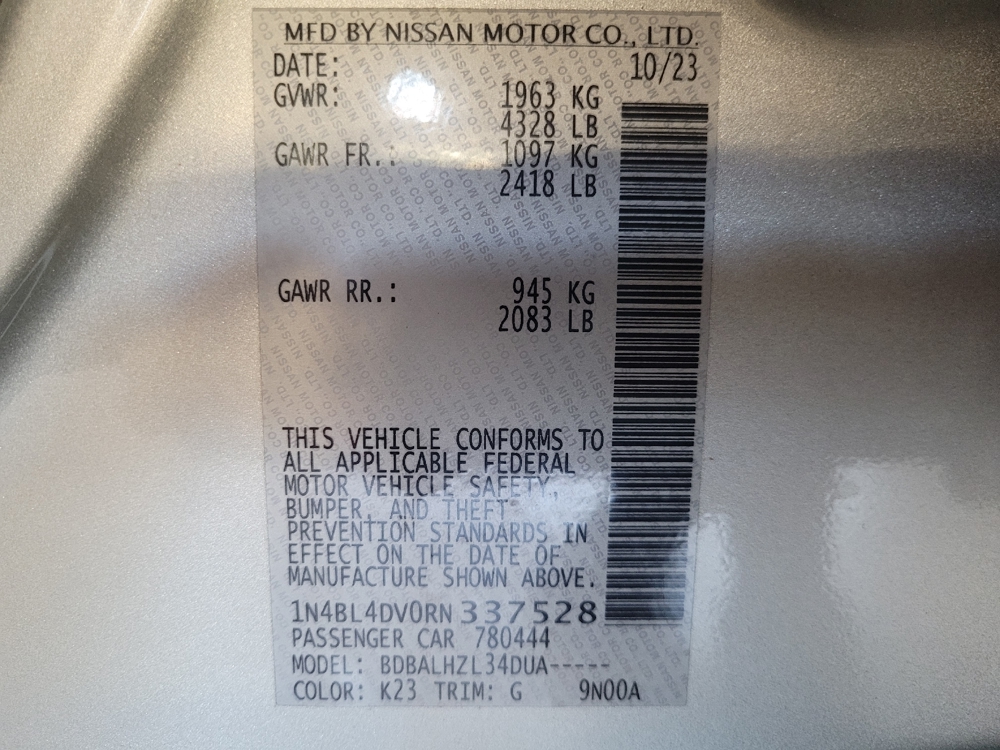 MFD BY NISSAN MOTOR CO., LTD.
DATE: 10/23
GVWR: 1963 KG
4328 LB
GAWR FR.: 1097 KG
2418 LB
GAWR RR.: 945 KG
2083 LB
THIS VEHICLE CONFORMS TO
ALL APPLICABLE FEDERAL
MOTOR VEHICLE SAFETY,
BUMPER, AND THEFT
PREVENTION STANDARDS IN
EFFECT ON THE DATE OF
MANUFACTURE SHOWN ABOVE.
1N4BL4DV0RN337528
PASSENGER CAR 780444
MODEL: BDBALHZL34DUA-----
COLOR: K23 TRIM: G 9N00A